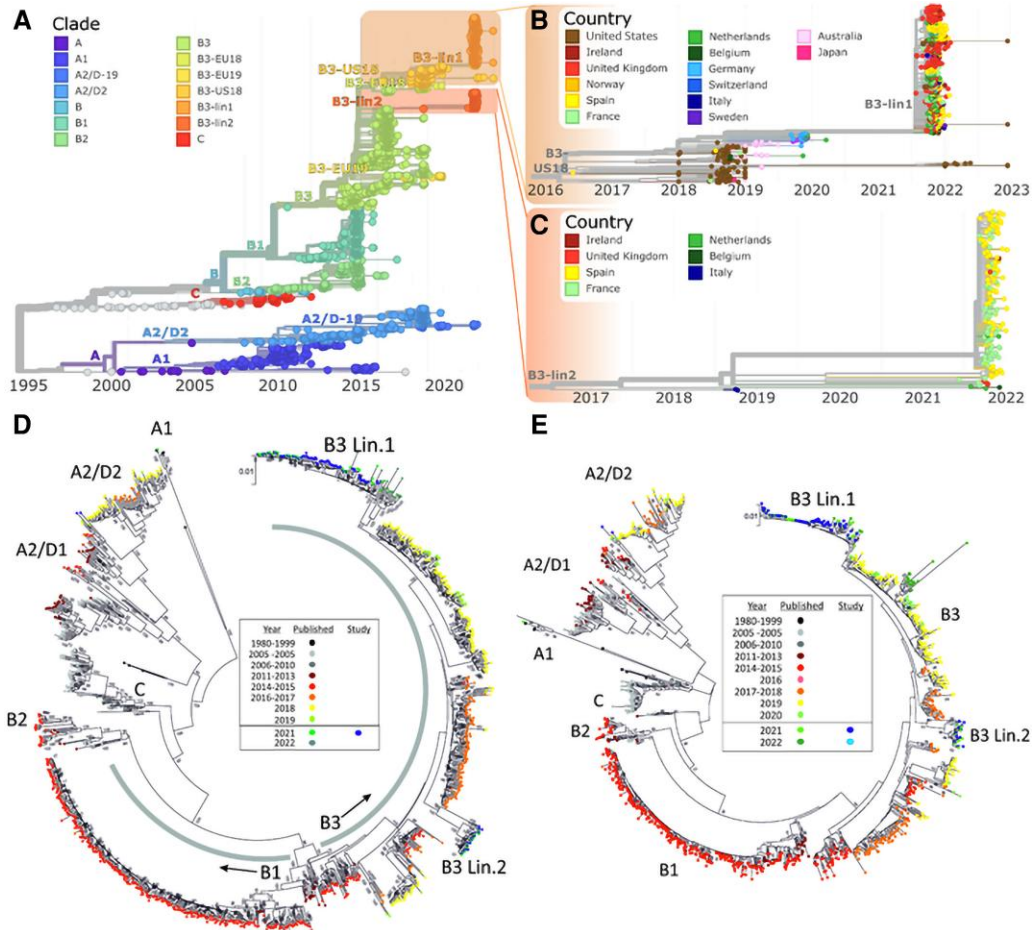 A
Clade
A
A1
A2/D-19
A2/D2
B
B1
B2
B3
B3-EU18
B3-EU19
B3-US18
B3-lin1
B3-lin2
C
B3-lin1
B3-lin2
B3
B1
B
B2
C
A2/D-19
A2/D2
A
A1
1995
2000
2005
2010
2015
2020
B
Country
United States
Ireland
United Kingdom
Norway
Spain
France
Netherlands
Belgium
Germany
Switzerland
Italy
Sweden
Australia
Japan
B3-lin1
B3-
US18
2016
2017
2018
2019
2020
2021
2022
2023
C
Country
Ireland
United Kingdom
Spain
France
Netherlands
Belgium
Italy
B3-lin2
2017
2018
2019
2020
2021
2022
D
A1
A2/D2
A2/D1
C
B2
B1
B3
B3 Lin.1
B3 Lin.2
0.01
Year Published Study
1980-1999
2005 -2005
2006-2010
2011-2013
2014-2015
2016-2017
2018
2019
2021
2022
E
A2/D2
A2/D1
A1
C
B2
B1
B3 Lin.1
B3
B3 Lin.2
0.01
Year Published Study
1980-1999
2005 -2005
2006-2010
2011-2013
2014-2015
2016
2017-2018
2019
2020
2021
2022